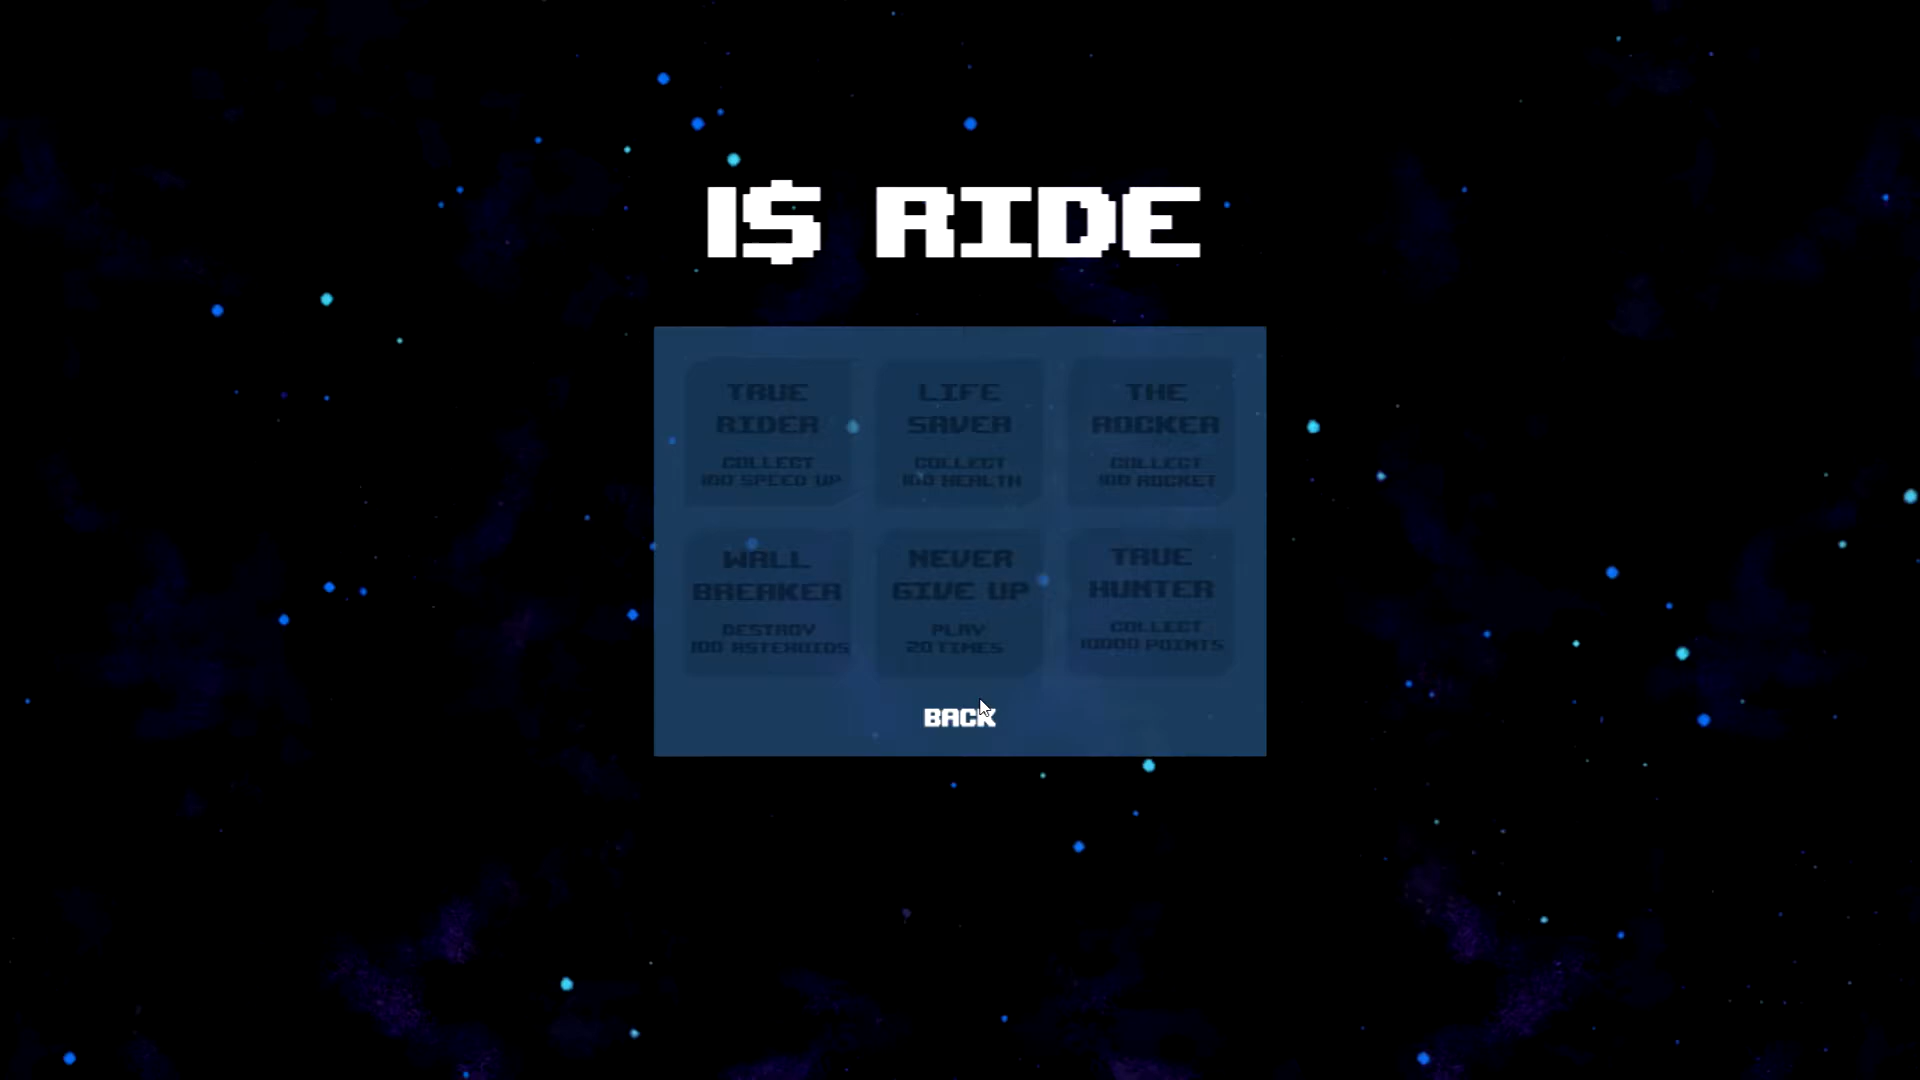 I$ RIDE
TRUE
RIDER
COLLECT
100 SPEED UP
LIFE
SAVER
COLLECT
100 HEALTH
THE
ROCKER
COLLECT
100 ROCKET
WALL
BREAKER
DESTROY
100 ASTEROIDS
NEVER
GIVE UP
PLAY
20 TIMES
TRUE
HUNTER
COLLECT
10000 POINTS
BACK